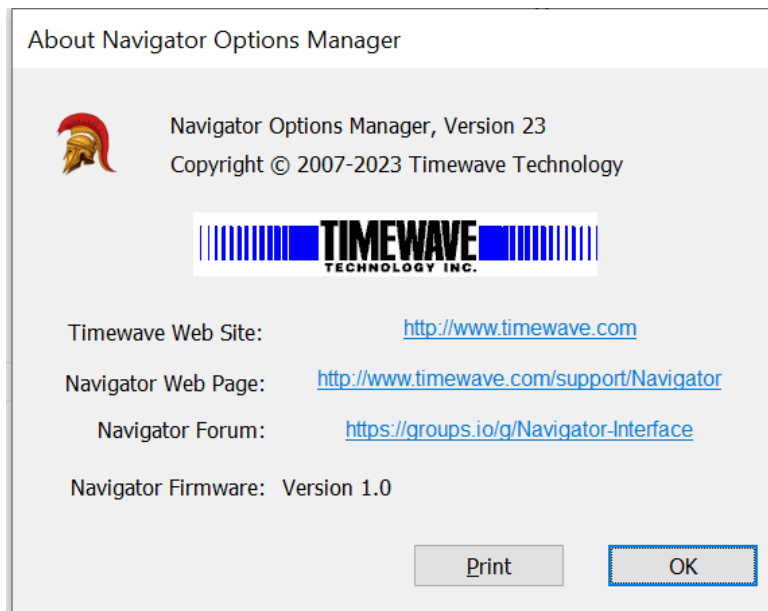 About Navigator Options Manager
Navigator Options Manager, Version 23
Copyright © 2007-2023 Timewave Technology
TIMEWAVE
TECHNOLOGY INC.
Timewave Web Site: http://www.timewave.com
Navigator Web Page: http://www.timewave.com/support/Navigator
Navigator Forum: https://groups.io/g/Navigator-Interface
Navigator Firmware: Version 1.0
Print OK